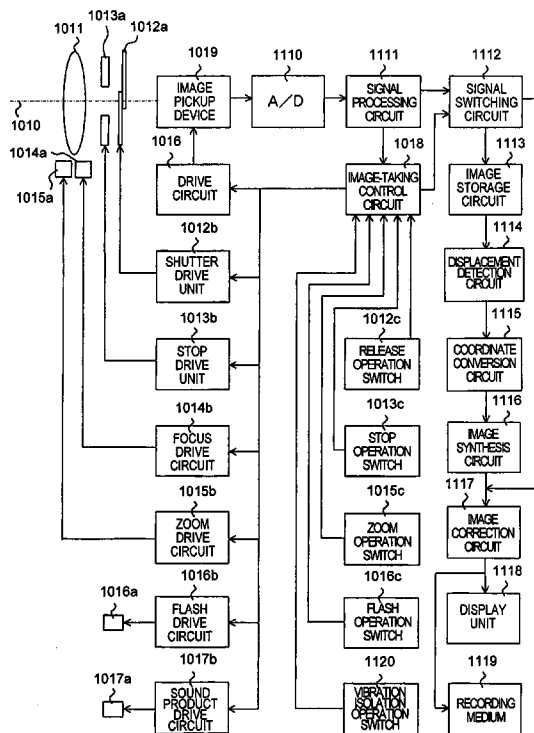 1013a
1012a
1011
1019
1110
1111
1112
IMAGE
PICKUP
DEVICE
A/D
SIGNAL
PROCESSING
CIRCUIT
SIGNAL
SWITCHING
CIRCUIT
1010
1014a
1015a
1016
DRIVE
CIRCUIT
1018
IMAGE-TAKING
CONTROL
CIRCUIT
1113
IMAGE
STORAGE
CIRCUIT
1012b
SHUTTER
DRIVE
UNIT
1114
DISPLACEMENT
DETECTION
CIRCUIT
1013b
STOP
DRIVE
UNIT
1012c
RELEASE
OPERATION
SWITCH
1115
COORDINATE
CONVERSION
CIRCUIT
1014b
FOCUS
DRIVE
CIRCUIT
1013c
STOP
OPERATION
SWITCH
1116
IMAGE
SYNTHESIS
CIRCUIT
1015b
ZOOM
DRIVE
CIRCUIT
1015c
ZOOM
OPERATION
SWITCH
1117
IMAGE
CORRECTION
CIRCUIT
1016a
1016b
FLASH
DRIVE
CIRCUIT
1016c
FLASH
OPERATION
SWITCH
1118
DISPLAY
UNIT
1017a
1017b
SOUND
PRODUCT
DRIVE
CIRCUIT
1120
VIBRATION
ISOLATION
OPERATION
SWITCH
1119
RECORDING
MEDIUM